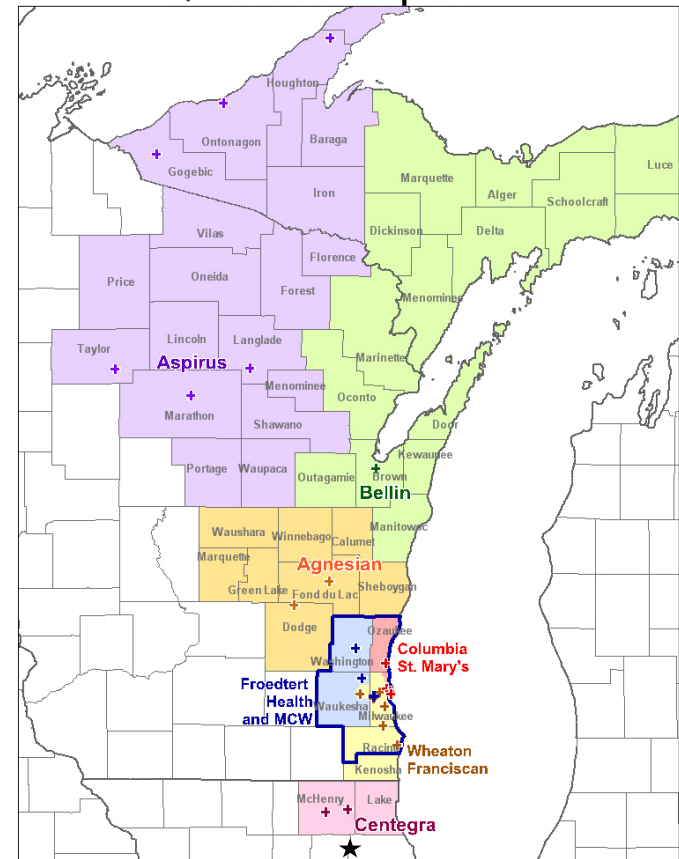 Houghton
Ontonagon
Baraga
Gogebic
Luce
Marquette
Alger
Schoolcraft
Iron
Vilas
Dickinson
Delta
Florence
Price
Oneida
Forest
Menominee
Taylor
Lincoln
Langlade
Aspirus
Marinette
Menominee
Oconto
Marathon
Shawano
Door
Kewaunee
Portage
Waupaca
Outagamie
Brown
Bellin
Waushara
Winnebago
Calumet
Manitowoc
Marquette
Agnesian
Green Lake
Fond du Lac
Sheboygan
Dodge
Ozaukee
Washington
Columbia
St. Mary's
Froedtert
Health
and MCW
Waukesha
Milwaukee
Racine
Wheaton
Franciscan
Kenosha
McHenry
Lake
Centegra